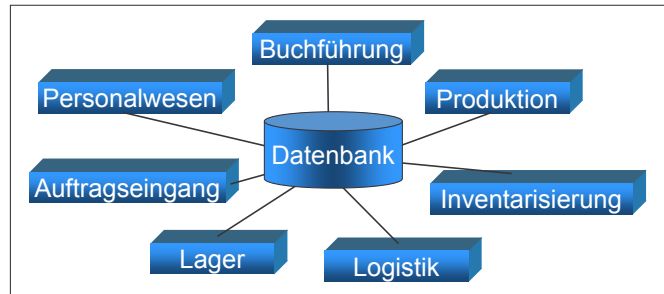 Buchführung
Personalwesen
Produktion
Datenbank
Auftragseingang
Inventarisierung
Lager
Logistik